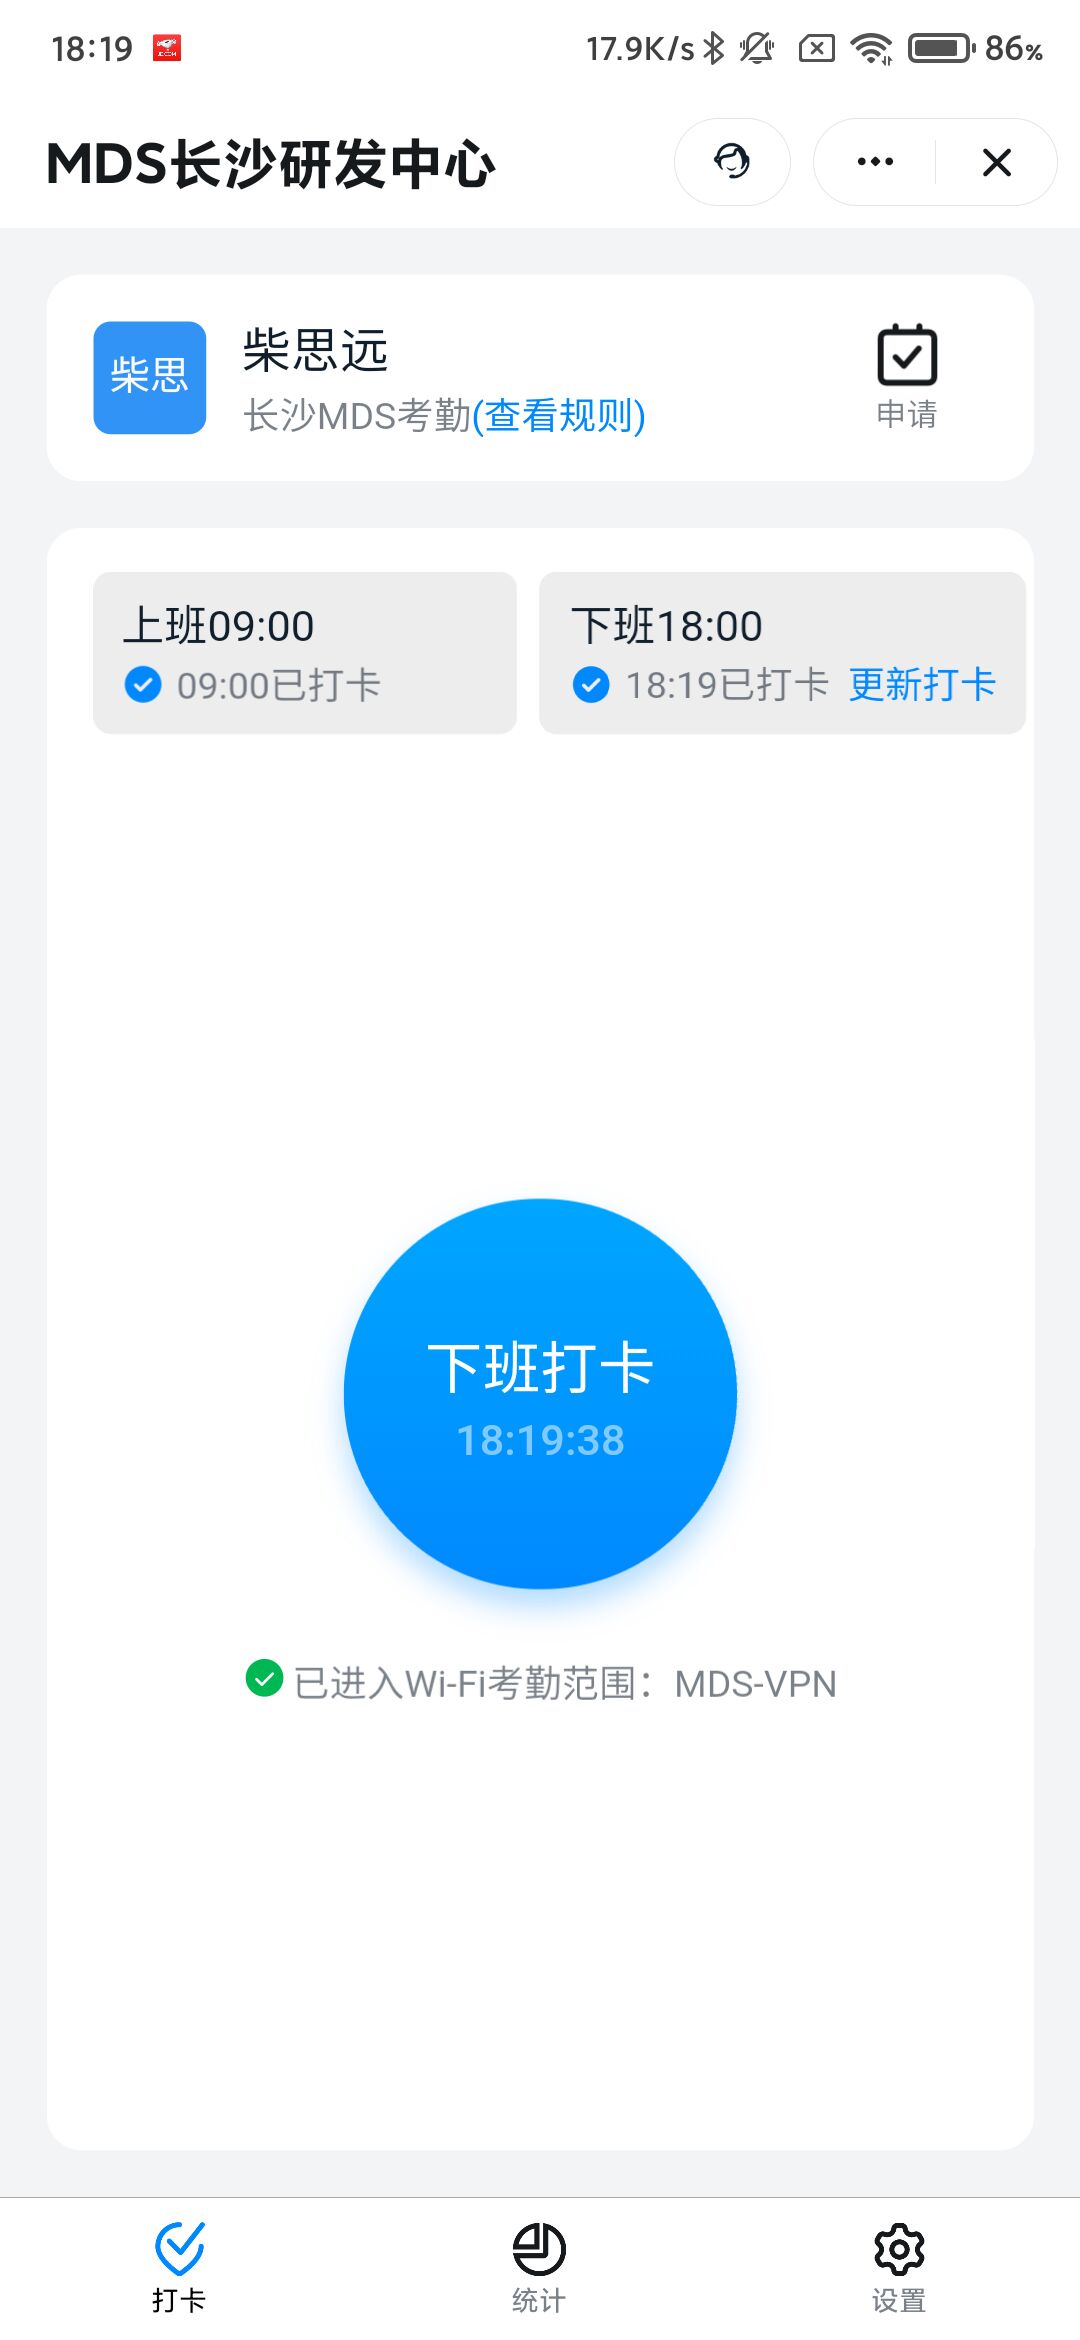 18:19
17.9K/s
86%
MDS长沙研发中心
柴思
柴思远
长沙MDS考勤(查看规则)
申请
上班09:00
09:00已打卡
下班18:00
18:19已打卡 更新打卡
下班打卡
18:19:38
已进入Wi-Fi考勤范围：MDS-VPN
打卡
统计
设置